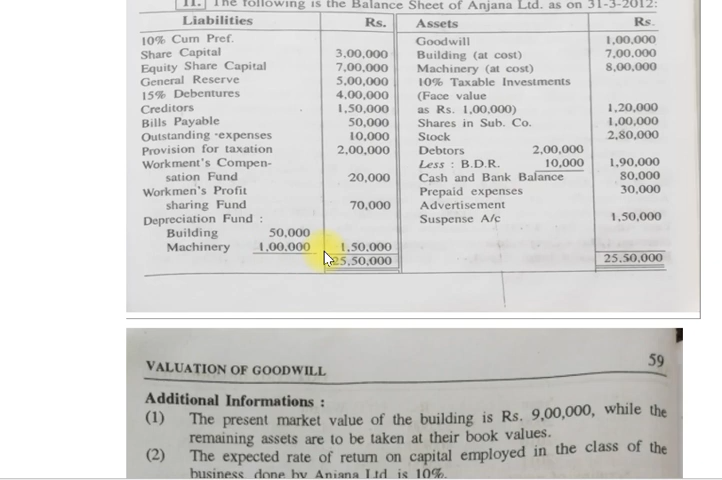 11. The following is the Balance Sheet of Anjana Ltd. as on 31-3-2012:
Liabilities Rs. Assets Rs.
10% Cum Pref. Goodwill 1,00,000
Share Capital 3,00,000 Building (at cost) 7,00,000
Equity Share Capital 7,00,000 Machinery (at cost) 8,00,000
General Reserve 5,00,000 10% Taxable Investments
15% Debentures 4,00,000 (Face value
Creditors 1,50,000 as Rs. 1,00,000) 1,20,000
Bills Payable 50,000 Shares in Sub. Co. 1,00,000
Outstanding -expenses 10,000 Stock 2,80,000
Provision for taxation 2,00,000 Debtors 2,00,000
Workment's Compen- Less : B.D.R. 10,000 1,90,000
sation Fund 20,000 Cash and Bank Balance 80,000
Workmen's Profit Prepaid expenses 30,000
sharing Fund 70,000 Advertisement
Depreciation Fund : Suspense A/c 1,50,000
Building 50,000
Machinery 1,00,000 1,50,000
25,50,000 25,50,000
VALUATION OF GOODWILL 59
Additional Informations :
(1) The present market value of the building is Rs. 9,00,000, while the
remaining assets are to be taken at their book values.
(2) The expected rate of return on capital employed in the class of the
business done by Anjana Ltd. is 10%.